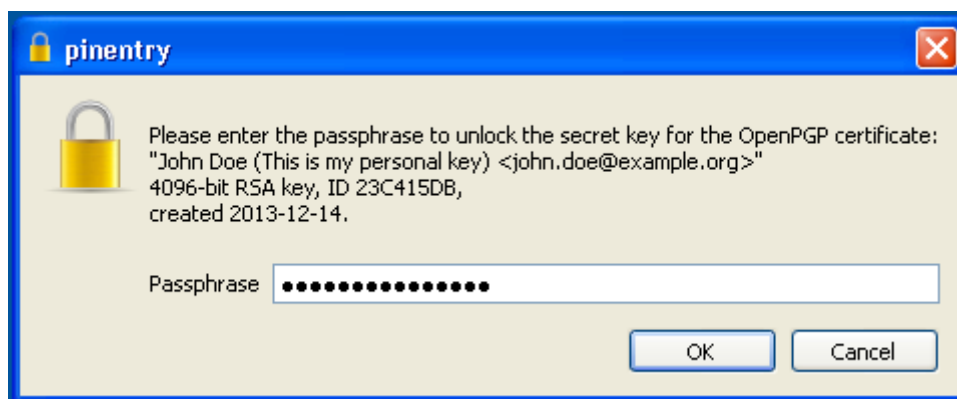 pinentry
Please enter the passphrase to unlock the secret key for the OpenPGP certificate:
"John Doe (This is my personal key) <john.doe@example.org>"
4096-bit RSA key, ID 23C415DB,
created 2013-12-14.
Passphrase ●●●●●●●●●●●●●●●
OK Cancel